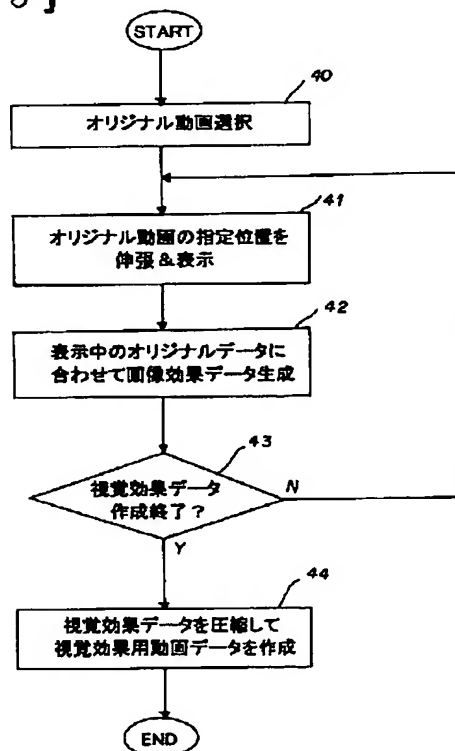 START
40
オリジナル動画選択
41
オリジナル動画の指定位置を
伸張&表示
42
表示中のオリジナルデータに
合わせて画像効果データ生成
43
視覚効果データ
作成終了?
N
Y
44
視覚効果データを圧縮して
視覚効果用動画データを作成
END